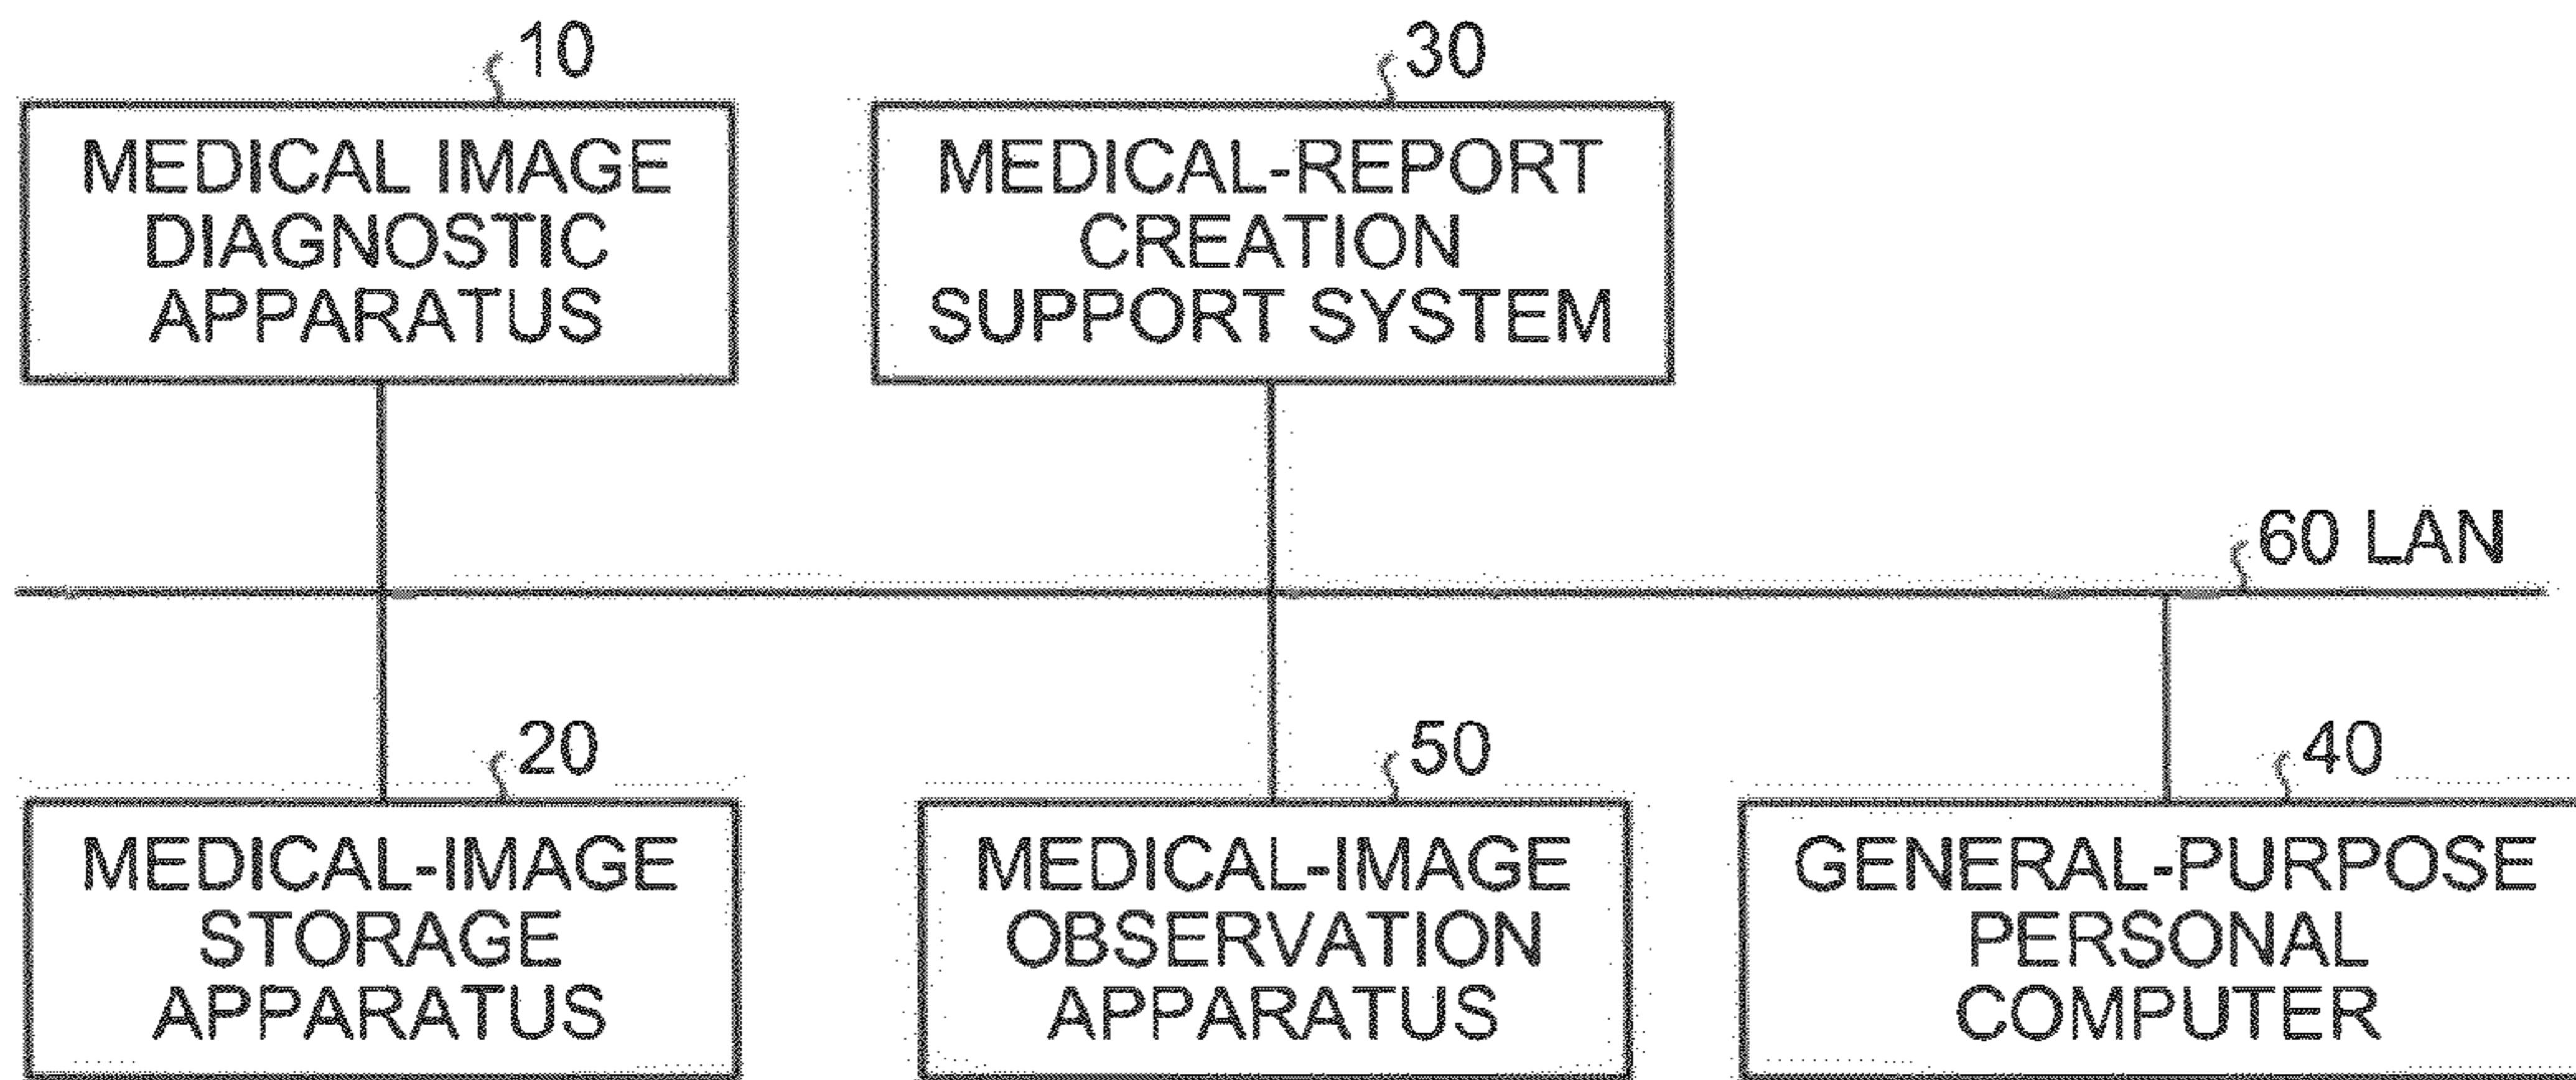 10
MEDICAL IMAGE
DIAGNOSTIC
APPARATUS
30
MEDICAL-REPORT
CREATION
SUPPORT SYSTEM
60 LAN
20
MEDICAL-IMAGE
STORAGE
APPARATUS
50
MEDICAL-IMAGE
OBSERVATION
APPARATUS
40
GENERAL-PURPOSE
PERSONAL
COMPUTER